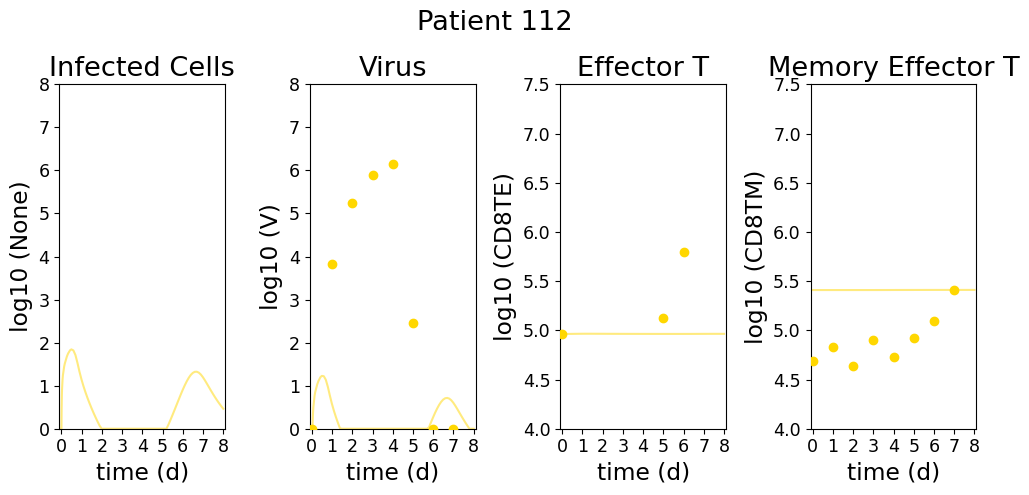 Patient 112
Infected Cells
Virus
Effector T
Memory Effector T
8
7
6
5
4
3
2
1
0
log10 (None)
0 1 2 3 4 5 6 7 8
time (d)
8
7
6
5
4
3
2
1
0
log10 (V)
0 1 2 3 4 5 6 7 8
time (d)
7.5
7.0
6.5
6.0
5.5
5.0
4.5
4.0
log10 (CD8TE)
0 1 2 3 4 5 6 7 8
time (d)
7.5
7.0
6.5
6.0
5.5
5.0
4.5
4.0
log10 (CD8TM)
0 1 2 3 4 5 6 7 8
time (d)